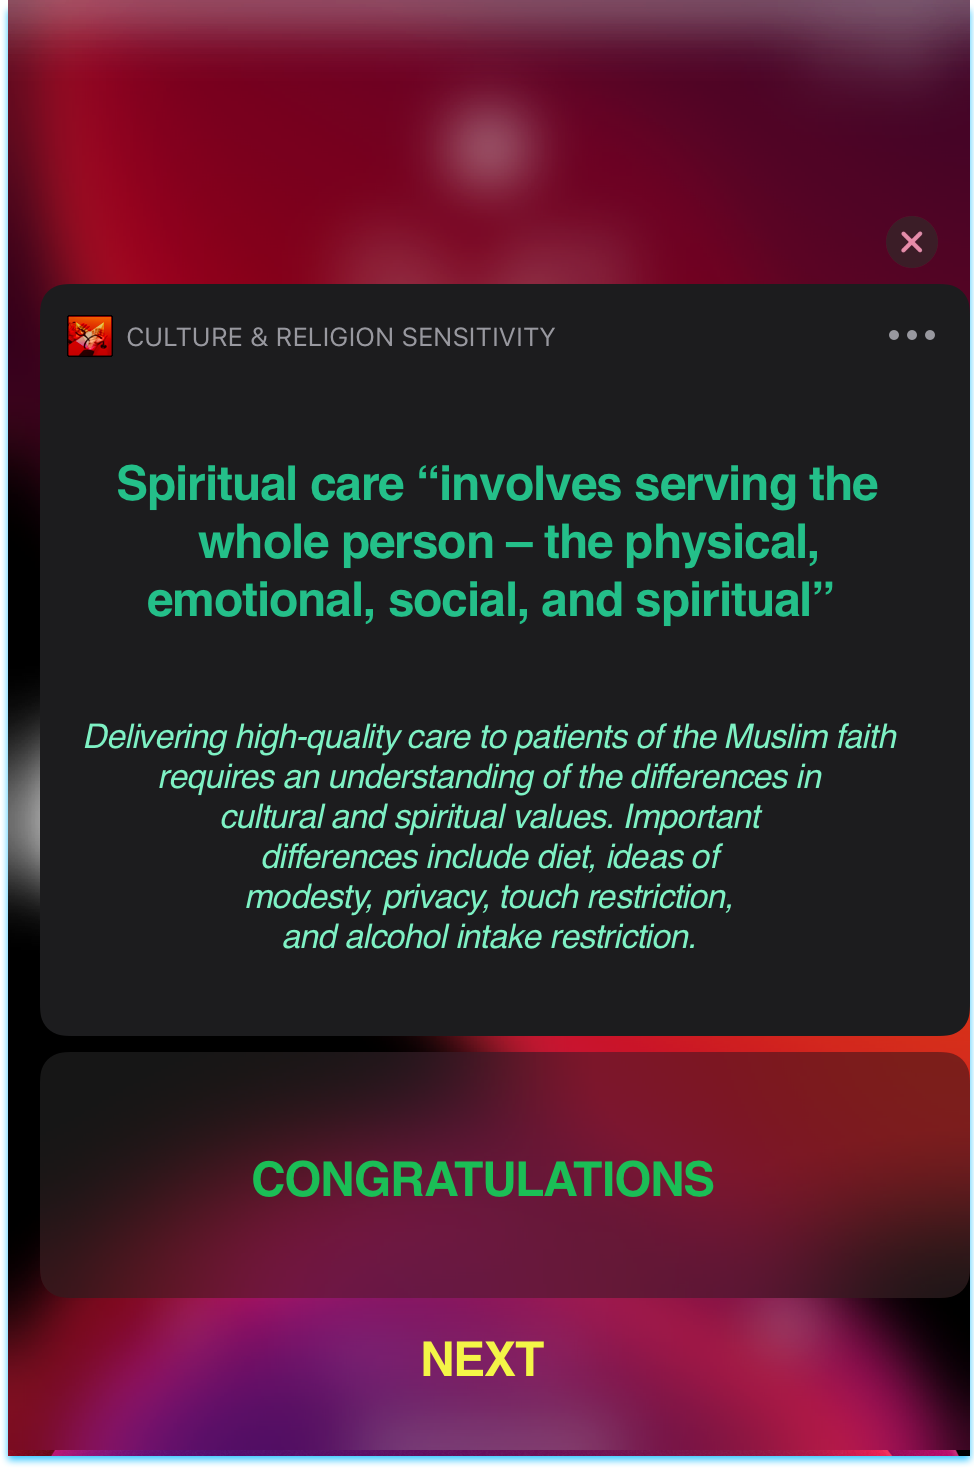 CULTURE & RELIGION SENSITIVITY
Spiritual care “involves serving the
whole person – the physical,
emotional, social, and spiritual”
Delivering high-quality care to patients of the Muslim faith
requires an understanding of the differences in
cultural and spiritual values. Important
differences include diet, ideas of
modesty, privacy, touch restriction,
and alcohol intake restriction.
CONGRATULATIONS
NEXT